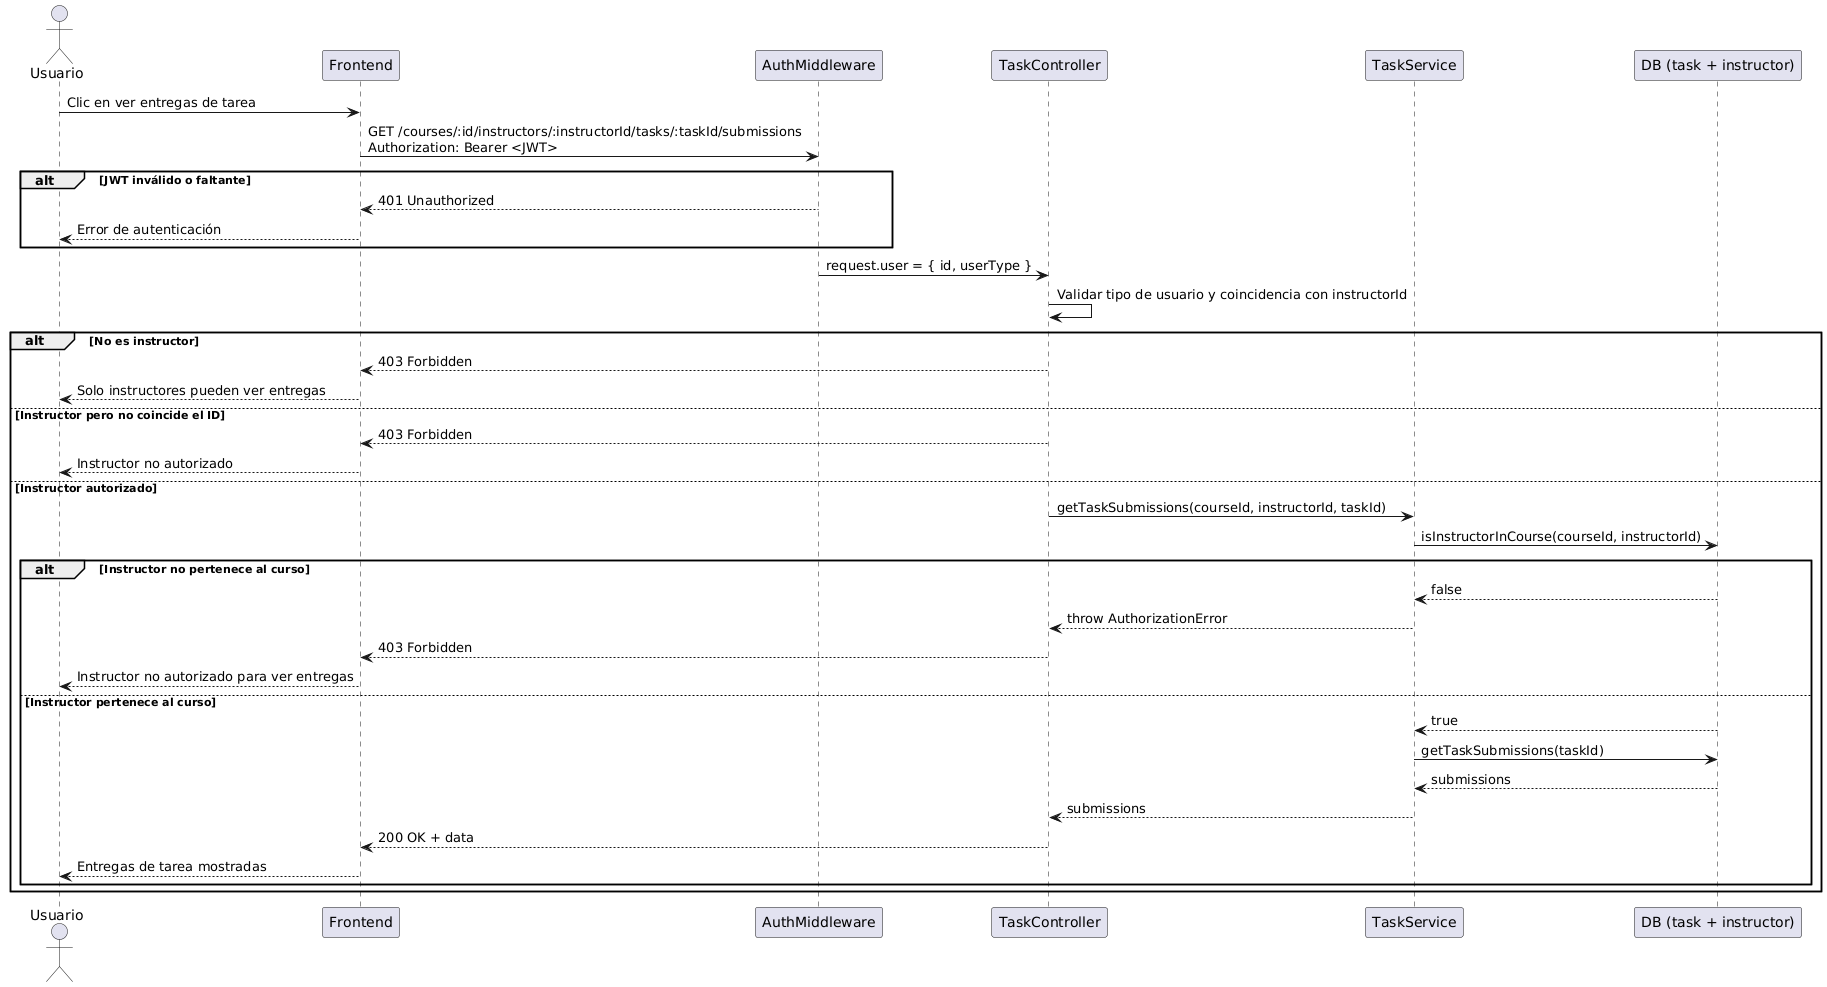 Usuario
Frontend
AuthMiddleware
TaskController
TaskService
DB (task + instructor)
Clic en ver entregas de tarea
GET /courses/:id/instructors/:instructorId/tasks/:taskId/submissions
Authorization: Bearer <JWT>
alt
[JWT inválido o faltante]
401 Unauthorized
Error de autenticación
request.user = { id, userType }
Validar tipo de usuario y coincidencia con instructorId
alt
[No es instructor]
403 Forbidden
Solo instructores pueden ver entregas
[Instructor pero no coincide el ID]
403 Forbidden
Instructor no autorizado
[Instructor autorizado]
getTaskSubmissions(courseId, instructorId, taskId)
isInstructorInCourse(courseId, instructorId)
alt
[Instructor no pertenece al curso]
false
throw AuthorizationError
403 Forbidden
Instructor no autorizado para ver entregas
[Instructor pertenece al curso]
true
getTaskSubmissions(taskId)
submissions
submissions
200 OK + data
Entregas de tarea mostradas
Usuario
Frontend
AuthMiddleware
TaskController
TaskService
DB (task + instructor)